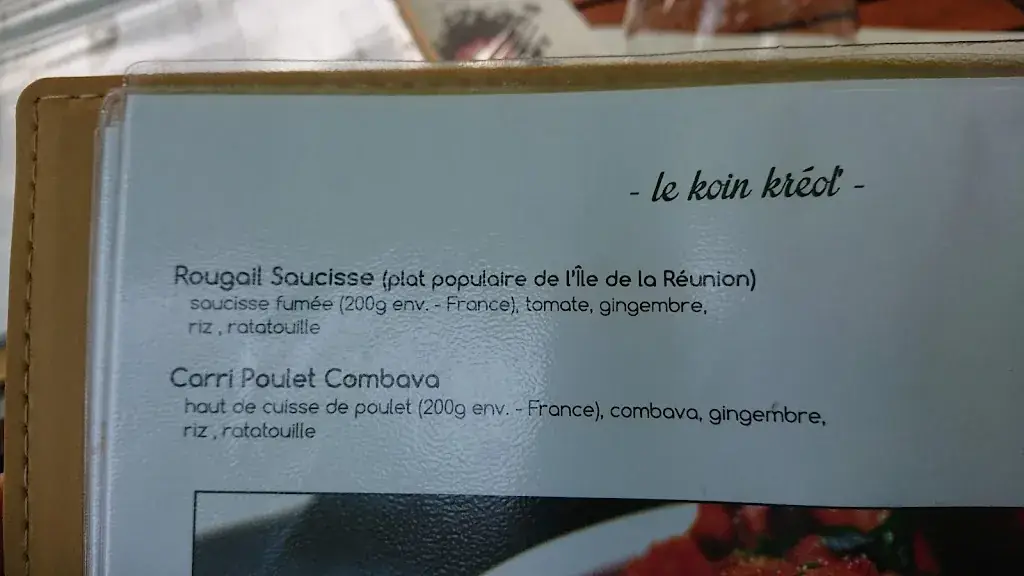 - le koin kréol' -
Rougail Saucisse (plat populaire de l'Île de la Réunion)
saucisse fumée (200g env. - France), tomate, gingembre,
riz , ratatouille
Carri Poulet Combava
haut de cuisse de poulet (200g env. - France), combava, gingembre,
riz , ratatouille